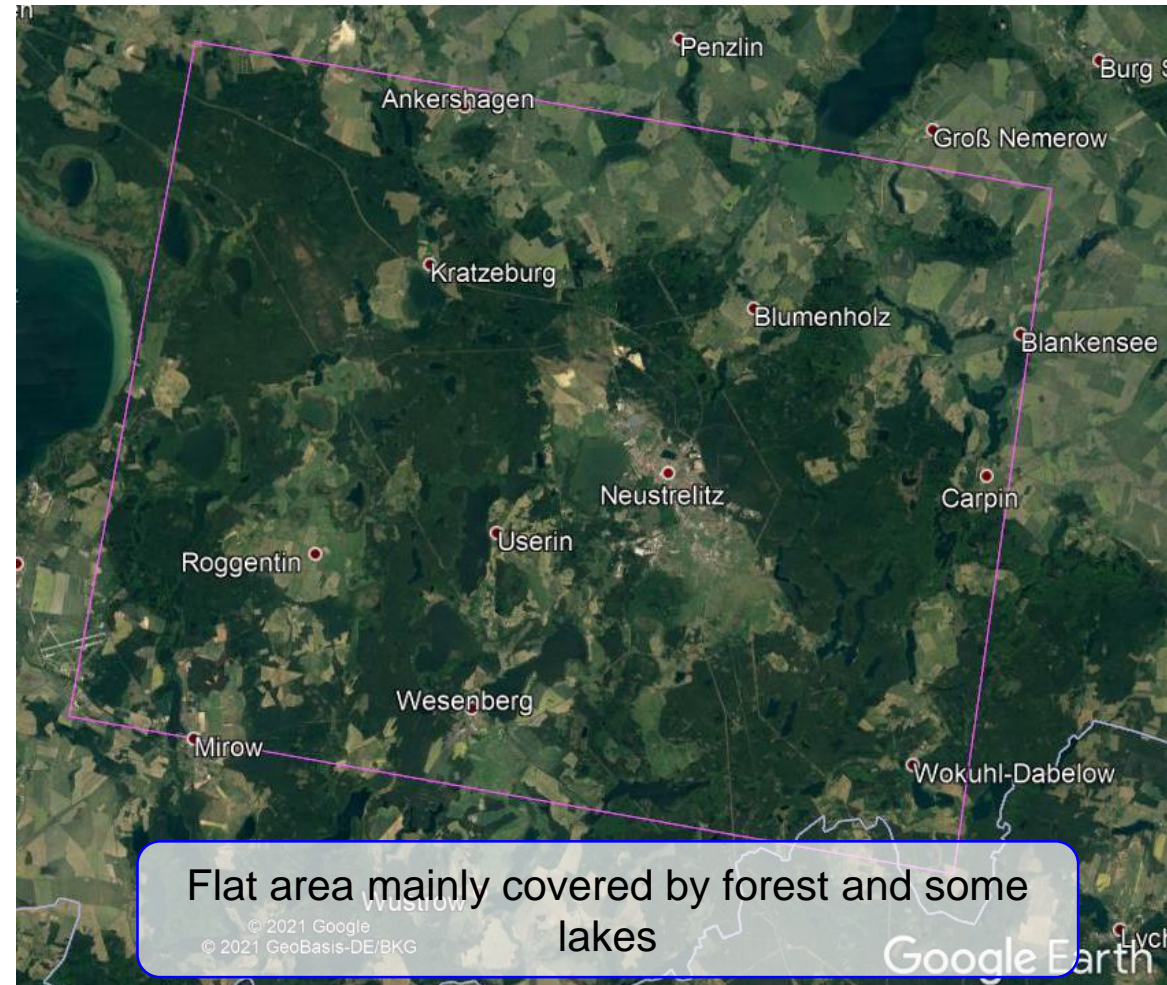 Penzlin
Burg
Ankershagen
Groß Nemerow
Kratzeburg
Blumenholz
Blankensee
Neustrelitz
Carpin
Userin
Roggentin
Wesenberg
Mirow
Wokuhl-Dabelow
Flat area mainly covered by forest and some
lakes
Wustrow
© 2021 Google
© 2021 GeoBasis-DE/BKG
Google Earth
Lych